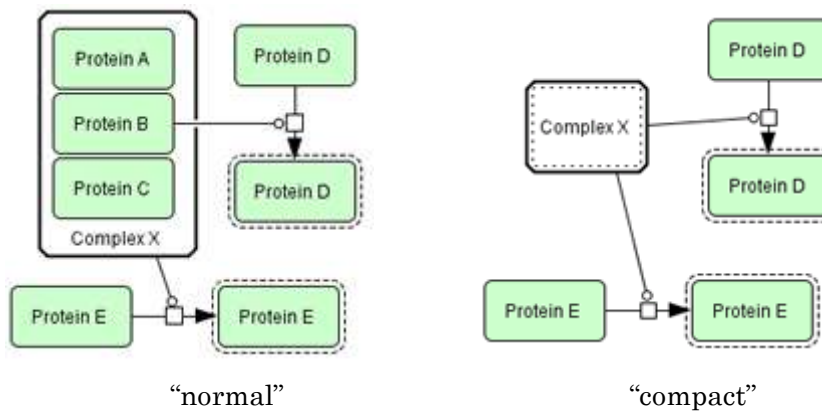 Protein A
Protein B
Protein C
Complex X
Protein D
Protein D
Protein E
Protein E
“normal”
Complex X
Protein D
Protein D
Protein E
Protein E
“compact”